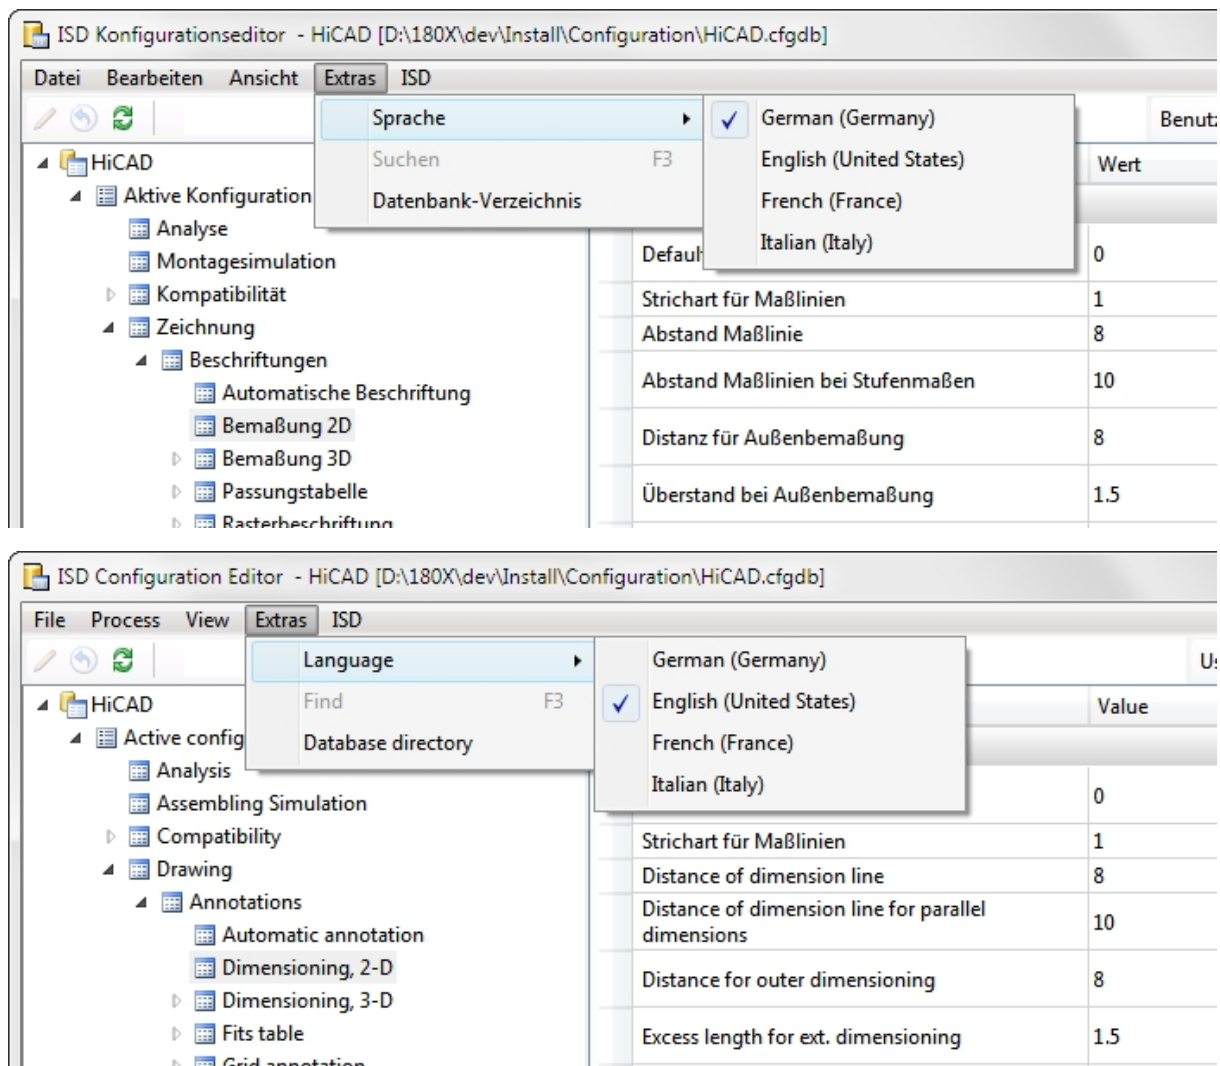 ISD Konfigurationseditor - HiCAD [D:\180X\dev\Install\Configuration\HiCAD.cfgdb]
Datei Bearbeiten Ansicht Extras ISD
Sprache
German (Germany)
Suchen F3
English (United States)
Datenbank-Verzeichnis
French (France)
Italian (Italy)
HiCAD
Wert
Aktive Konfiguration
Analyse
Montagesimulation
0
Kompatibilität
Strichart für Maßlinien 1
Zeichnung
Abstand Maßlinie 8
Beschriftungen
Abstand Maßlinien bei Stufenmaßen 10
Automatische Beschriftung
Bemaßung 2D
Distanz für Außenbemaßung 8
Bemaßung 3D
Passungstabelle
Überstand bei Außenbemaßung 1.5
Rasterbeschriftung
ISD Configuration Editor - HiCAD [D:\180X\dev\Install\Configuration\HiCAD.cfgdb]
File Process View Extras ISD
Language
German (Germany)
Find F3
English (United States)
Database directory
French (France)
Italian (Italy)
HiCAD
Value
Active config
Analysis
Assembling Simulation
0
Compatibility
Strichart für Maßlinien 1
Drawing
Distance of dimension line 8
Annotations
Distance of dimension line for parallel
dimensions 10
Automatic annotation
Dimensioning, 2-D
Distance for outer dimensioning 8
Dimensioning, 3-D
Fits table
Excess length for ext. dimensioning 1.5
Grid annotation